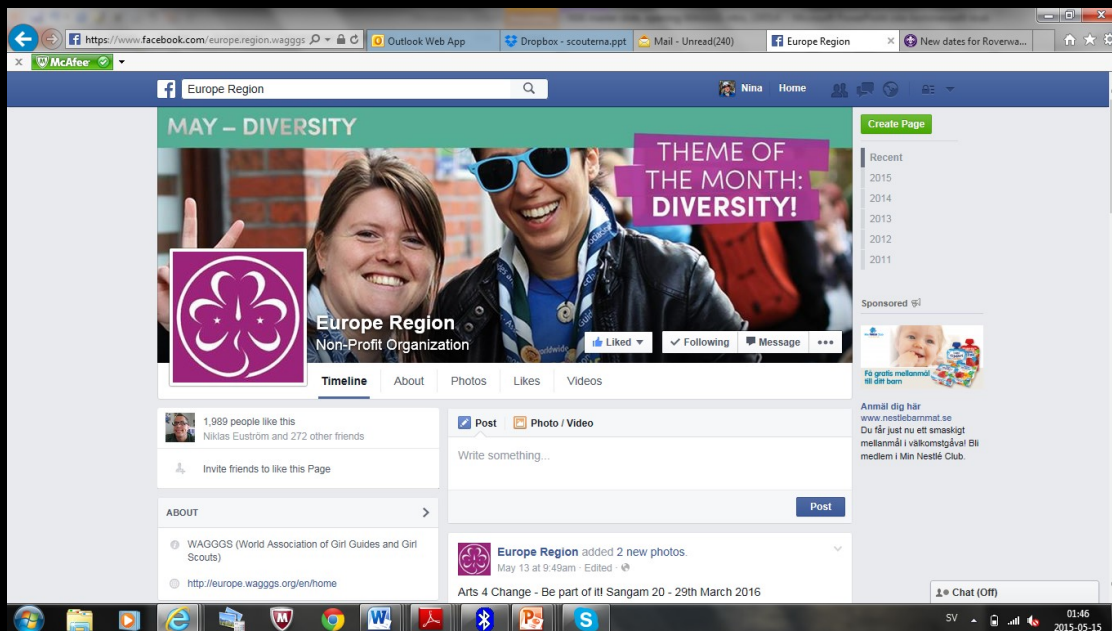 https://www.facebook.com/europe.region.wagggs
Outlook Web App
Dropbox - scouterna.ppt
Mail - Unread(240)
Europe Region
New dates for Roverwa...
McAfee
Europe Region
Nina
Home
MAY – DIVERSITY
THEME OF
THE MONTH:
DIVERSITY!
Europe Region
Non-Profit Organization
Liked
Following
Message
Timeline
About
Photos
Likes
Videos
1,989 people like this
Niklas Euström and 272 other friends
Invite friends to like this Page
ABOUT
WAGGGS (World Association of Girl Guides and Girl
Scouts)
http://europe.wagggs.org/en/home
Post
Photo / Video
Write something...
Post
Europe Region added 2 new photos.
May 13 at 9:49am · Edited ·
Arts 4 Change - Be part of it! Sangam 20 - 29th March 2016
Create Page
Recent
2015
2014
2013
2012
2011
Sponsored
Få gratis mellanmål
till ditt barn
Anmäl dig här
www.nestlebarnmat.se
Du får just nu ett smaskigt
mellanmål i välkomstgåva! Bli
medlem i Min Nestlé Club.
Chat (Off)
SV
01:46
2015-05-15